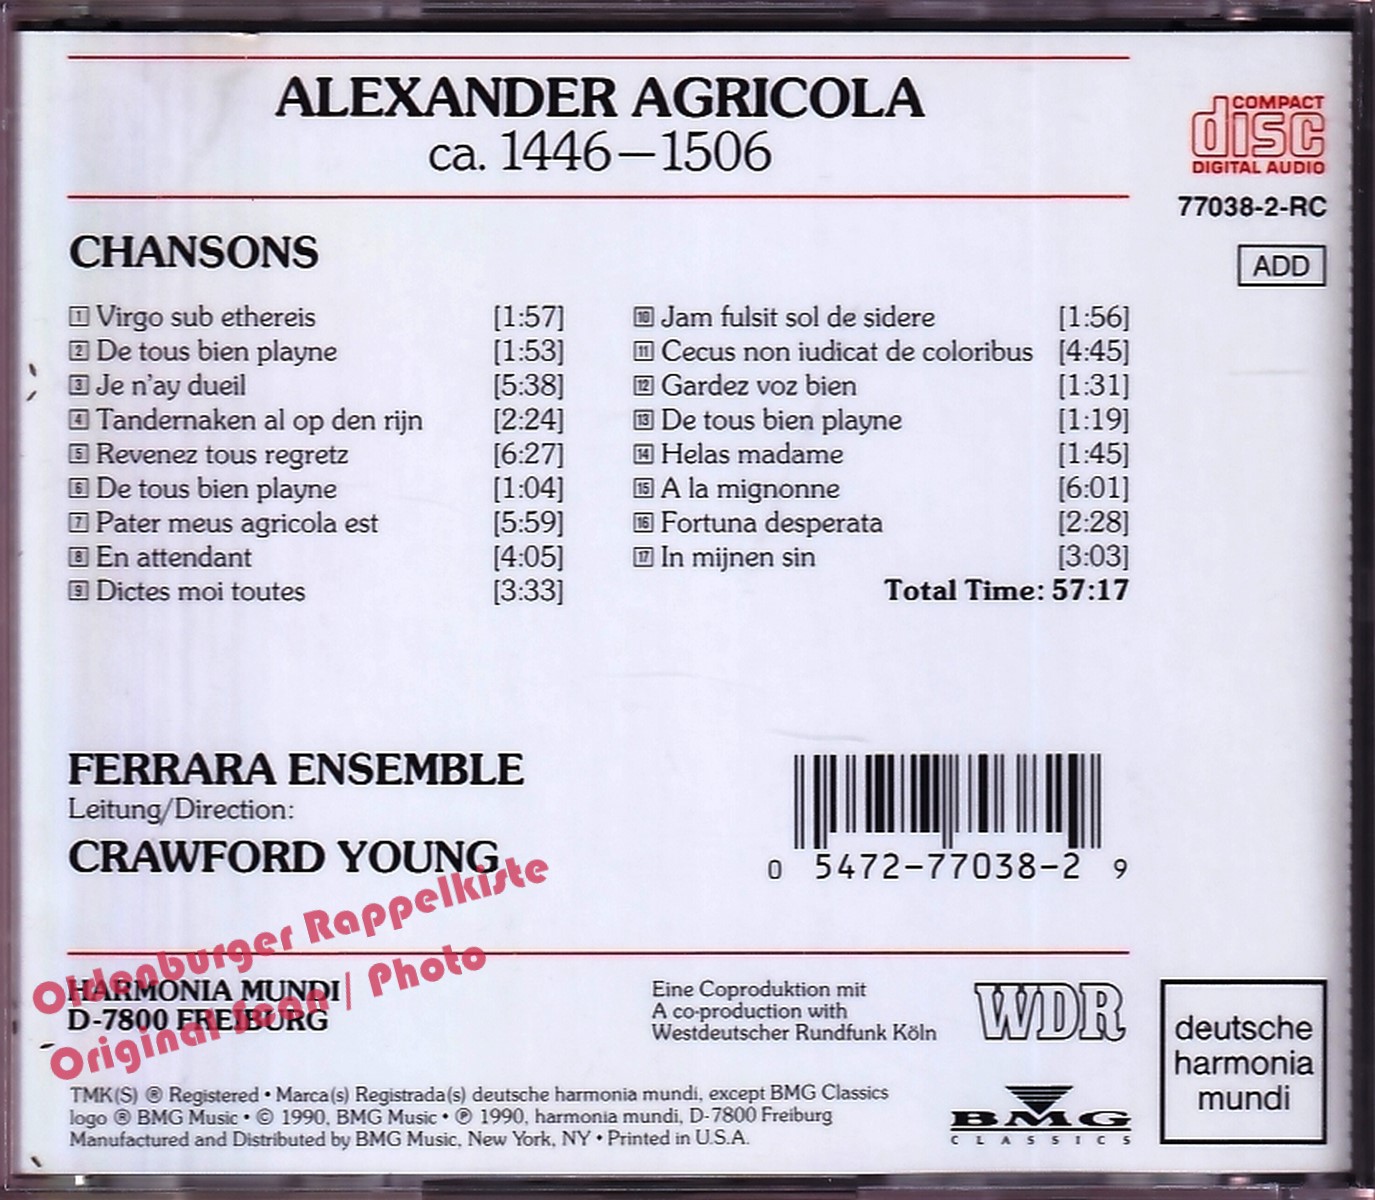 ALEXANDER AGRICOLA
ca. 1446–1506
COMPACT
disc
DIGITAL AUDIO
77038-2-RC
ADD
CHANSONS
1 Virgo sub ethereis [1:57]
2 De tous bien playne [1:53]
3 Je n'ay dueil [5:38]
4 Tandernaken al op den rijn [2:24]
5 Revenez tous regretz [6:27]
6 De tous bien playne [1:04]
7 Pater meus agricola est [5:59]
8 En attendant [4:05]
9 Dictes moi toutes [3:33]
10 Jam fulsit sol de sidere [1:56]
11 Cecus non iudicat de coloribus [4:45]
12 Gardez voz bien [1:31]
13 De tous bien playne [1:19]
14 Helas madame [1:45]
15 A la mignonne [6:01]
16 Fortuna desperata [2:28]
17 In mijnen sin [3:03]
Total Time: 57:17
FERRARA ENSEMBLE
Leitung/Direction:
CRAWFORD YOUNG
0 5472-77038-2 9
Oldenburger Rappelkiste
Original Scan / Photo
HARMONIA MUNDI
D-7800 FREIBURG
Eine Coproduktion mit
A co-production with
Westdeutscher Rundfunk Köln
WDR
deutsche
harmonia
mundi
TMK(S) ® Registered • Marca(s) Registrada(s) deutsche harmonia mundi, except BMG Classics
logo ® BMG Music • © 1990, BMG Music • ℗ 1990, harmonia mundi, D-7800 Freiburg
Manufactured and Distributed by BMG Music, New York, NY • Printed in U.S.A.
BMG
CLASSICS